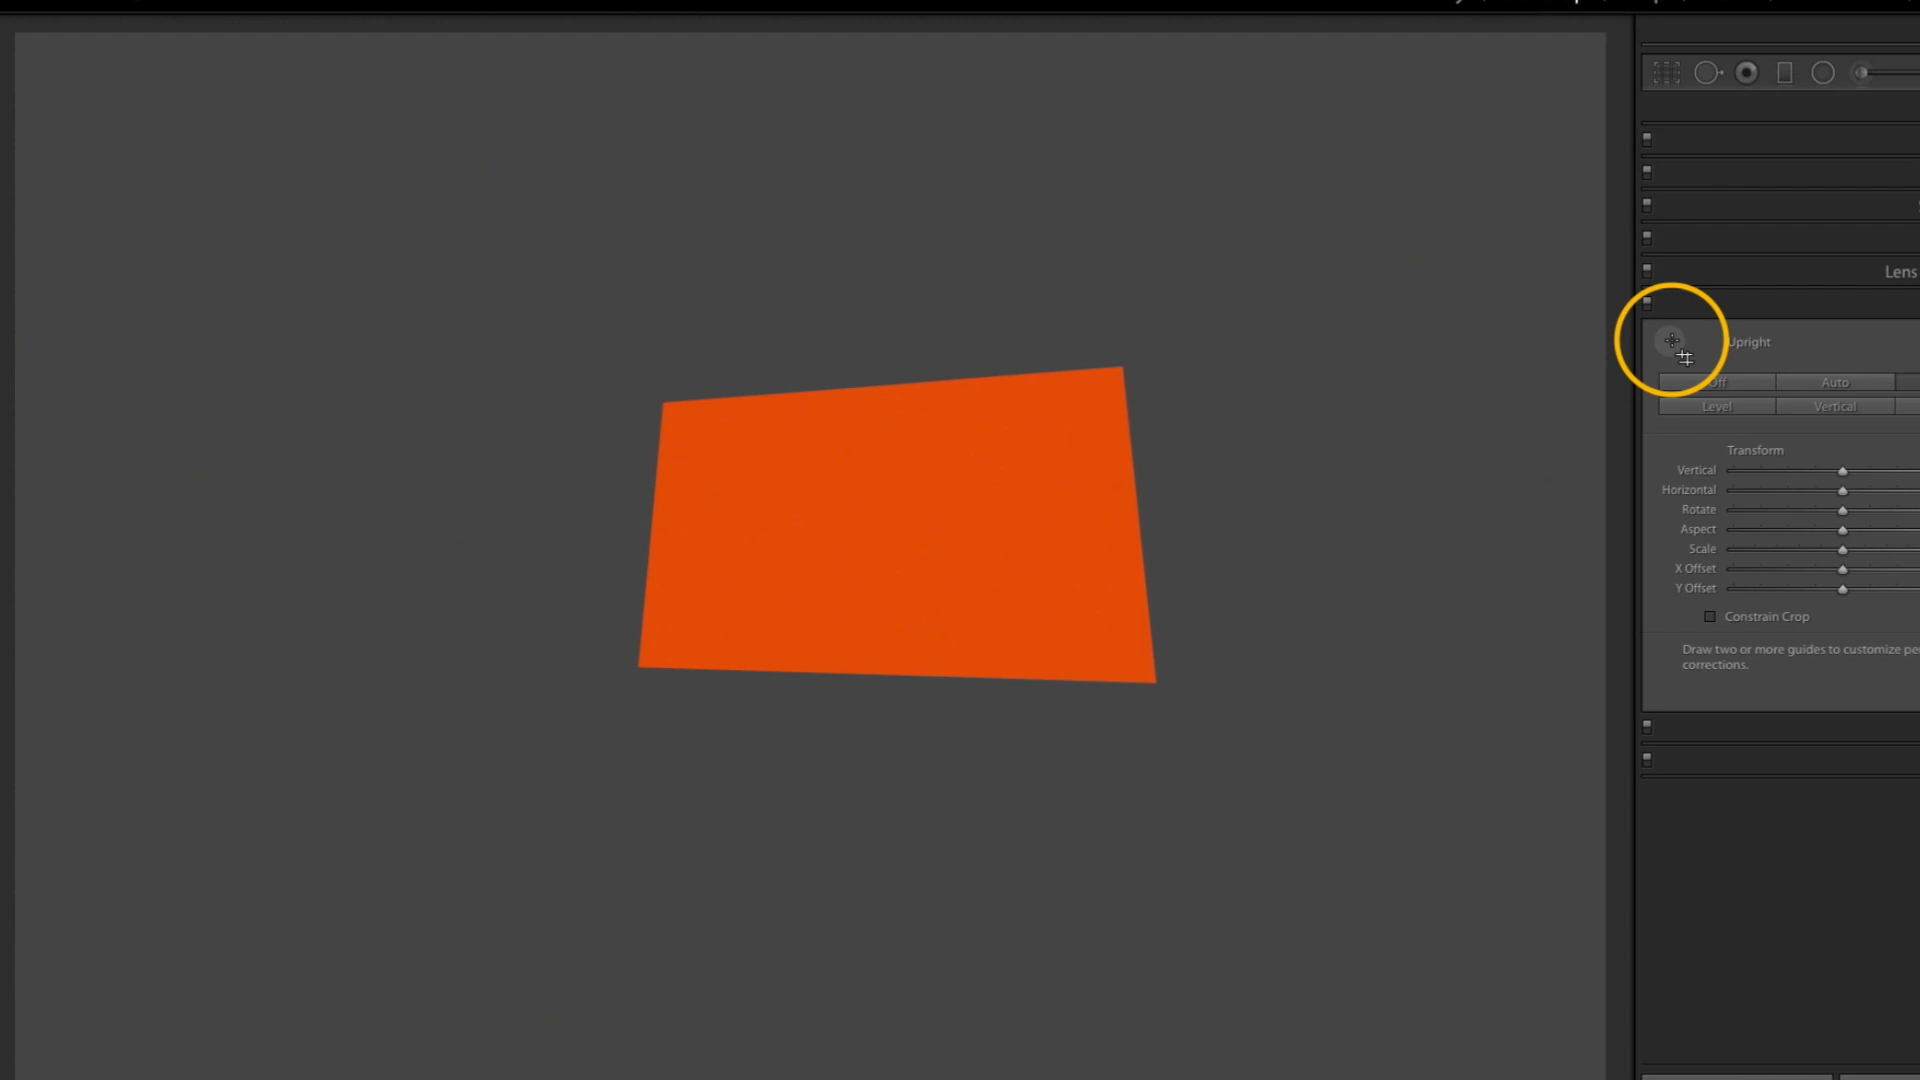 Lens
Upright
Off Auto
Level Vertical
Transform
Vertical
Horizontal
Rotate
Aspect
Scale
X Offset
Y Offset
Constrain Crop
Draw two or more guides to customize pe
corrections.